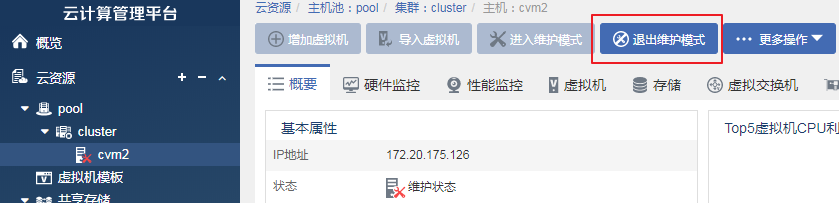 云计算管理平台
概览
云资源
pool
cluster
cvm2
虚拟机模板
共享存储
云资源 / 主机池：pool / 集群：cluster / 主机：cvm2
增加虚拟机 导入虚拟机 进入维护模式 退出维护模式 更多操作
概要 硬件监控 性能监控 虚拟机 存储 虚拟交换机
基本属性
IP地址 172.20.175.126
状态 维护状态
Top5虚拟机CPU利